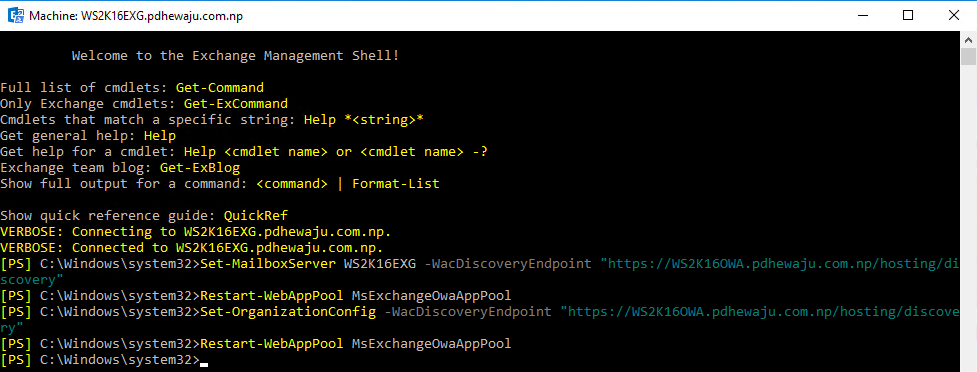 Machine: WS2K16EXG.pdhewaju.com.np
Welcome to the Exchange Management Shell!
Full list of cmdlets: Get-Command
Only Exchange cmdlets: Get-ExCommand
Cmdlets that match a specific string: Help *<string>*
Get general help: Help
Get help for a cmdlet: Help <cmdlet name> or <cmdlet name> -?
Exchange team blog: Get-ExBlog
Show full output for a command: <command> | Format-List
Show quick reference guide: QuickRef
VERBOSE: Connecting to WS2K16EXG.pdhewaju.com.np.
VERBOSE: Connected to WS2K16EXG.pdhewaju.com.np.
[PS] C:\Windows\system32>Set-MailboxServer WS2K16EXG -WacDiscoveryEndpoint "https://WS2K16OWA.pdhewaju.com.np/hosting/di
scovery"
[PS] C:\Windows\system32>Restart-WebAppPool MsExchangeOwaAppPool
[PS] C:\Windows\system32>Set-OrganizationConfig -WacDiscoveryEndpoint "https://WS2K16OWA.pdhewaju.com.np/hosting/discove
ry"
[PS] C:\Windows\system32>Restart-WebAppPool MsExchangeOwaAppPool
[PS] C:\Windows\system32>